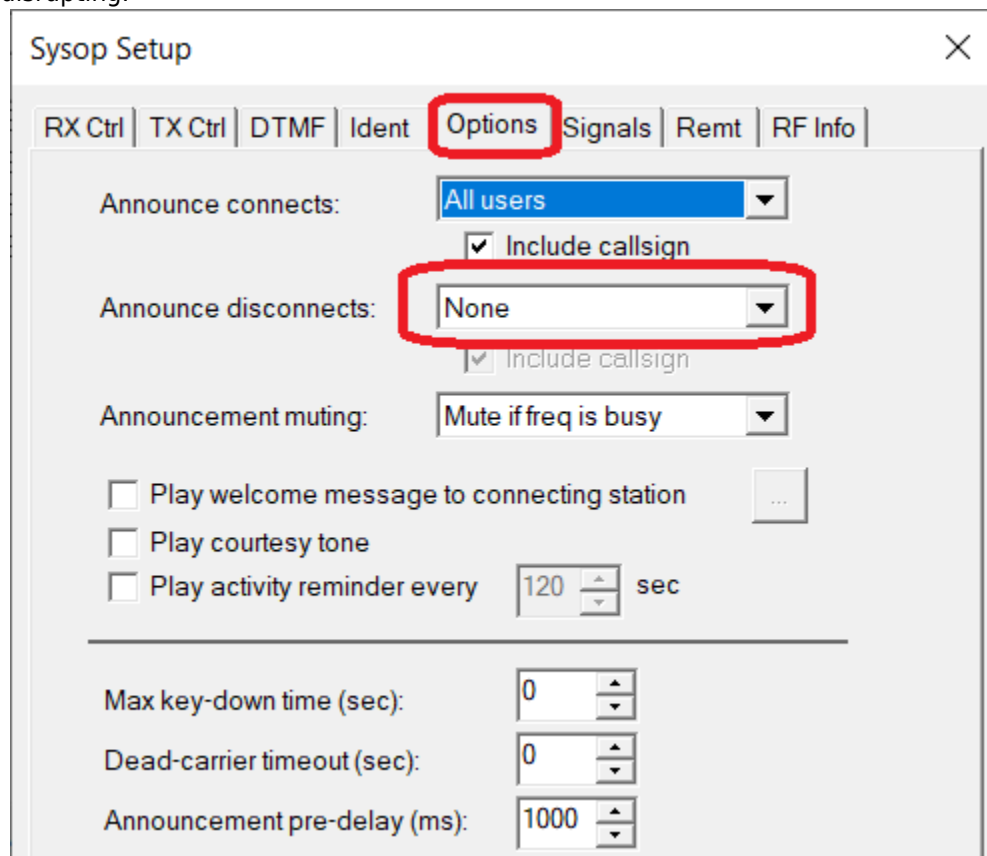 disrupting.
Sysop Setup
RX Ctrl TX Ctrl DTMF Ident Options Signals Remt RF Info
Announce connects: All users
Include callsign
Announce disconnects: None
Include callsign
Announcement muting: Mute if freq is busy
Play welcome message to connecting station ...
Play courtesy tone
Play activity reminder every 120 sec
Max key-down time (sec): 0
Dead-carrier timeout (sec): 0
Announcement pre-delay (ms): 1000